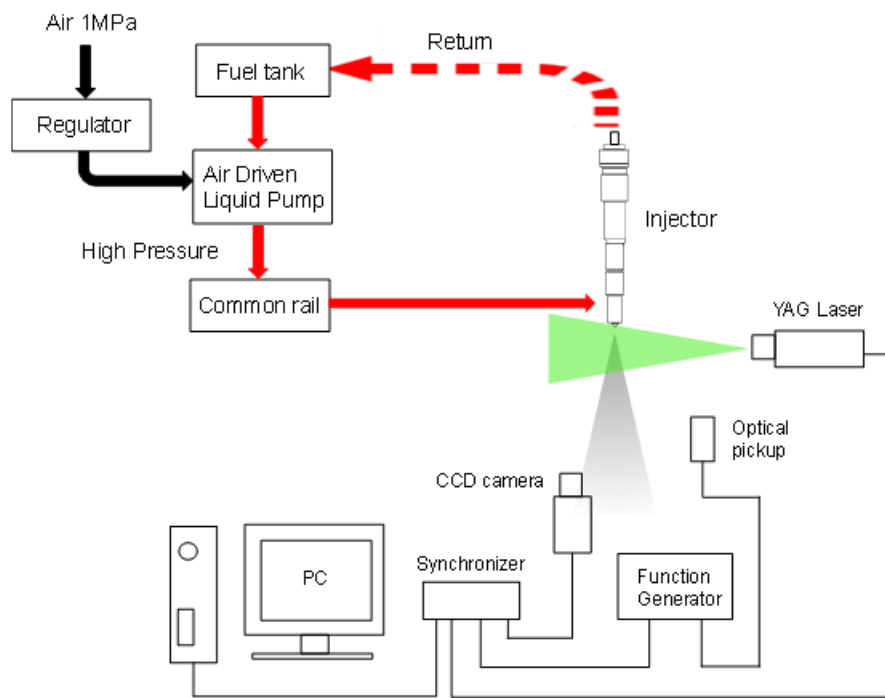 Air 1MPa
Return
Fuel tank
Regulator
Air Driven
Liquid Pump
Injector
High Pressure
Common rail
YAG Laser
Optical
pickup
CCD camera
Synchronizer
PC
Function
Generator